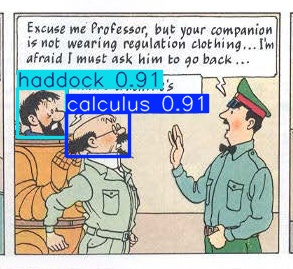 Excuse me Professor, but your companion
is not wearing regulation clothing... I'm
afraid I must ask him to go back...
haddock 0.91
calculus 0.91